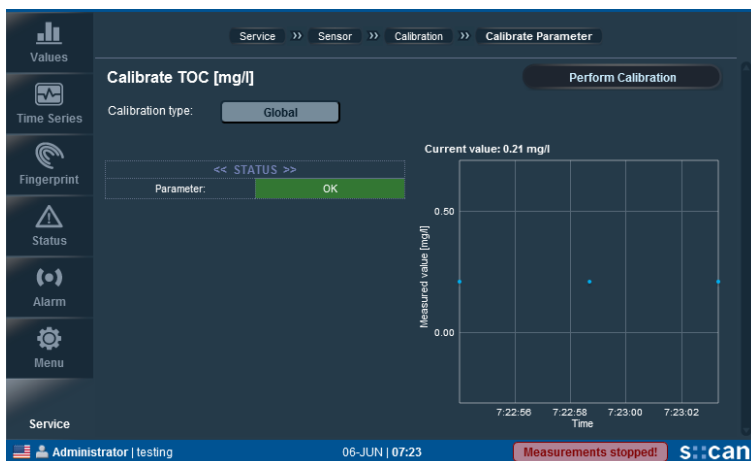 Service >> Sensor >> Calibration >> Calibrate Parameter
Values
Calibrate TOC [mg/l]
Perform Calibration
Calibration type: Global
Time Series
Current value: 0.21 mg/l
<< STATUS >>
Parameter: OK
Fingerprint
0.50
Status
Measured value [mg/l]
Alarm
0.00
Menu
7:22:56 7:22:58 7:23:00 7:23:02
Time
Service
Administrator | testing 06-JUN | 07:23 Measurements stopped! s::can